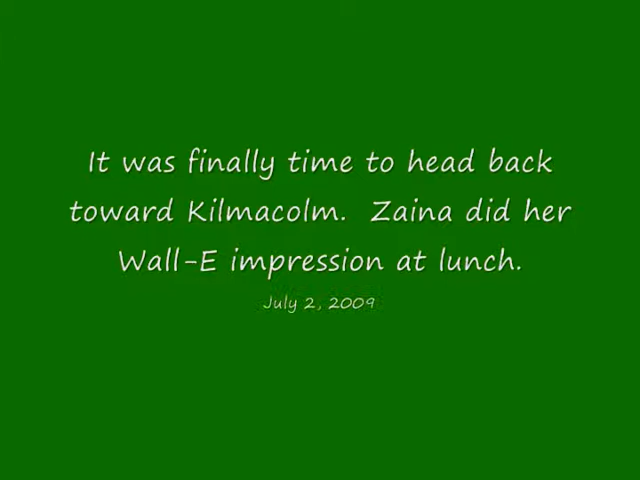 It was finally time to head back
toward Kilmacolm.  Zaina did her
Wall-E impression at lunch.
July 2, 2009